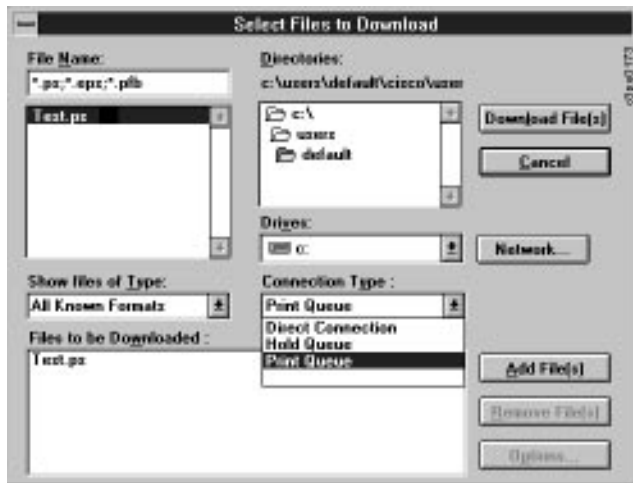 Select Files to Download
File Name:
*.ps;*.eps;*.plb
Test.ps
Directories:
c:\users\default\cisco\user
c:\
users
default
Download File(s)
Cancel
Drives:
c:
Network...
Show files of Type:
All Known Formats
Connection Type :
Print Queue
Direct Connection
Hold Queue
Print Queue
Files to be Downloaded :
Test.ps
Add File(s)
Remove File(s)
Options...